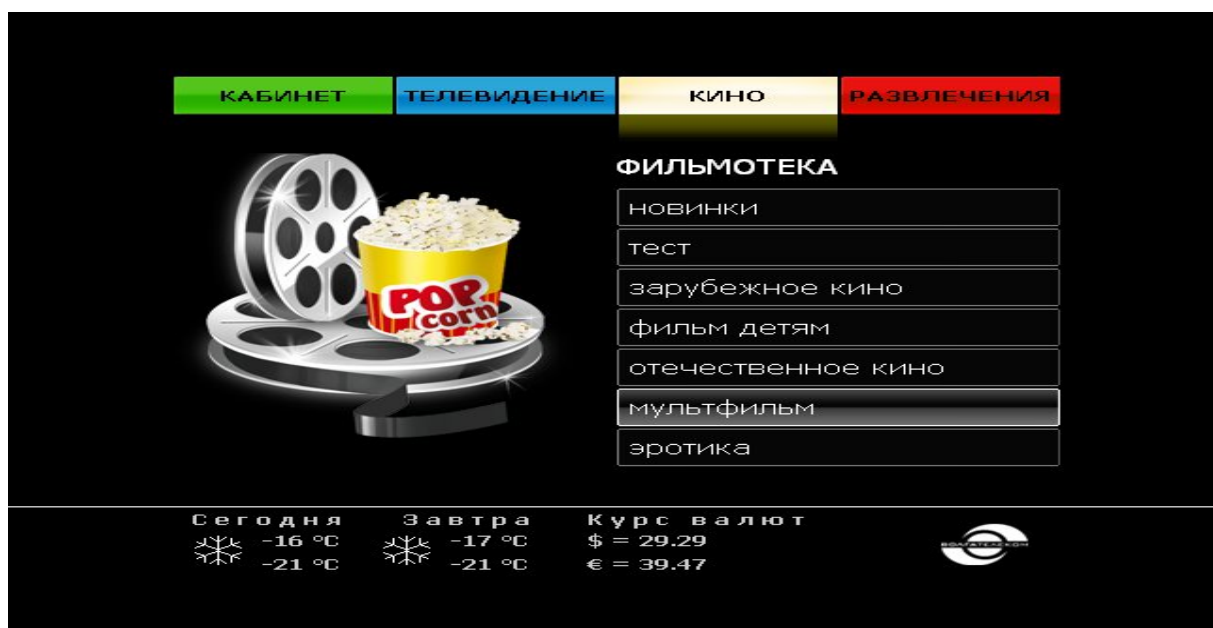 КАБИНЕТ ТЕЛЕВИДЕНИЕ КИНО РАЗВЛЕЧЕНИЯ
ФИЛЬМОТЕКА
новинки
тест
зарубежное кино
фильм детям
отечественное кино
мультфильм
эротика
POP
corn
Сегодня Завтра Курс валют
-16 °C -17 °C $ = 29.29
-21 °C -21 °C € = 39.47
ВОЛГАТЕЛЕКОМ